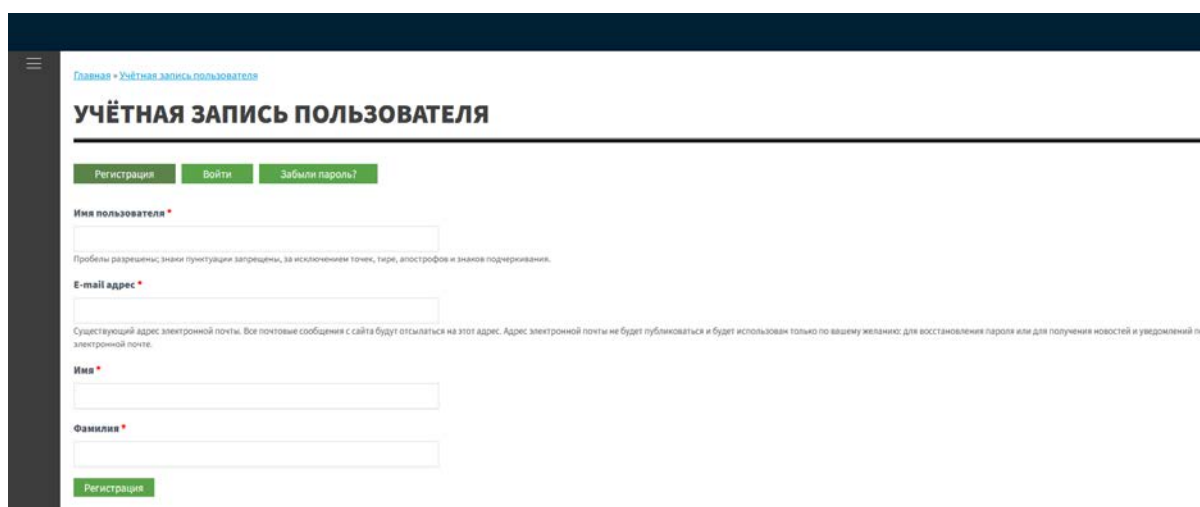 Главная » Учётная запись пользователя
УЧЁТНАЯ ЗАПИСЬ ПОЛЬЗОВАТЕЛЯ
Регистрация Войти Забыли пароль?
Имя пользователя *
Пробелы разрешены; знаки пунктуации запрещены, за исключением точек, тире, апострофов и знаков подчеркивания.
E-mail адрес *
Существующий адрес электронной почты. Все почтовые сообщения с сайта будут отсылаться на этот адрес. Адрес электронной почты не будет публиковаться и будет использован только по вашему желанию: для восстановления пароля или для получения новостей и уведомлений
электронной почте.
Имя *
Фамилия *
Регистрация